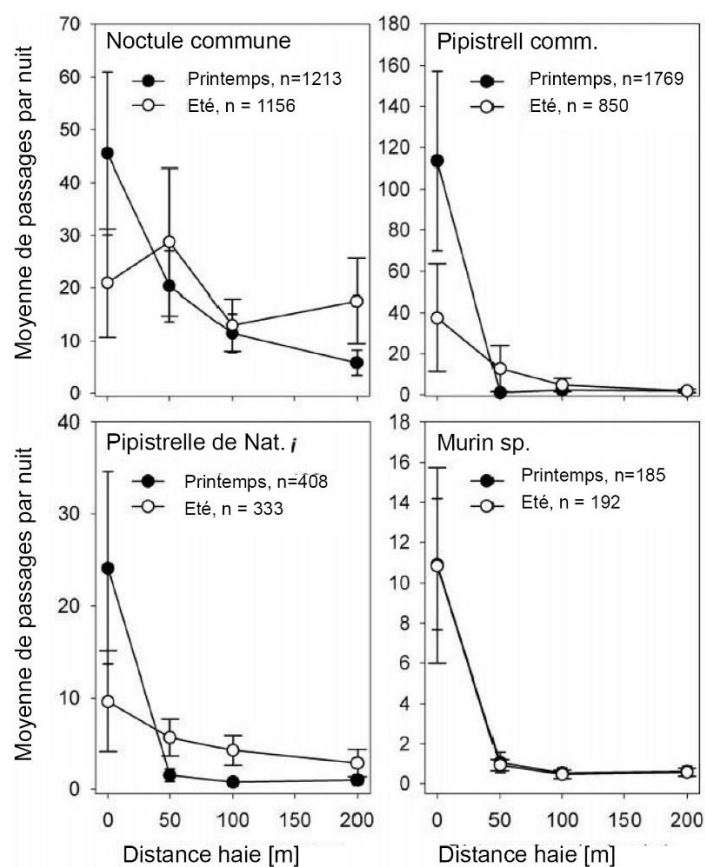 Noctule commune
Printemps, n=1213
Eté, n = 1156
Moyenne de passages par nuit
70
60
50
40
30
20
10
0
Pipistrell comm.
Printemps, n=1769
Eté, n = 850
180
160
140
120
100
80
60
40
20
0
Pipistrelle de Nat. i
Printemps, n=408
Eté, n = 333
Moyenne de passages par nuit
40
30
20
10
0
0 50 100 150 200
Distance haie [m]
Murin sp.
Printemps, n=185
Eté, n = 192
18
16
14
12
10
8
6
4
2
0
0 50 100 150 200
Distance haie [m]